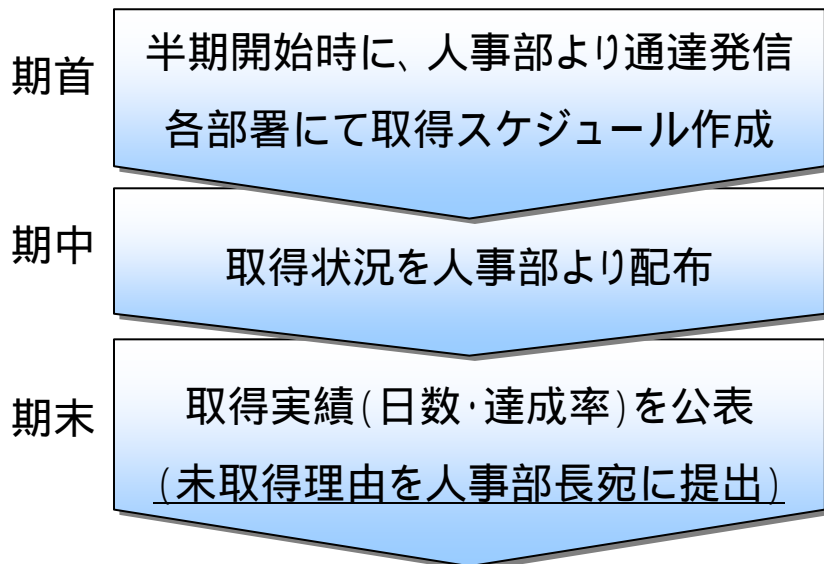 期首
半期開始時に、人事部より通達発信
各部署にて取得スケジュール作成
期中
取得状況を人事部より配布
期末
取得実績(日数・達成率)を公表
(未取得理由を人事部長宛に提出)